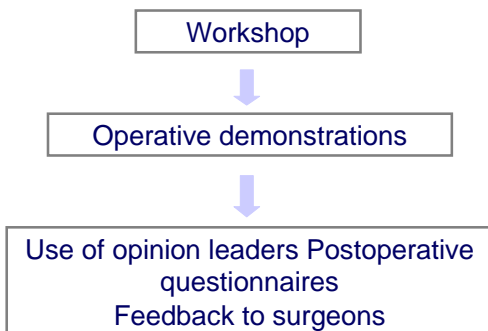 Workshop
Operative demonstrations
Use of opinion leaders Postoperative
questionnaires
Feedback to surgeons